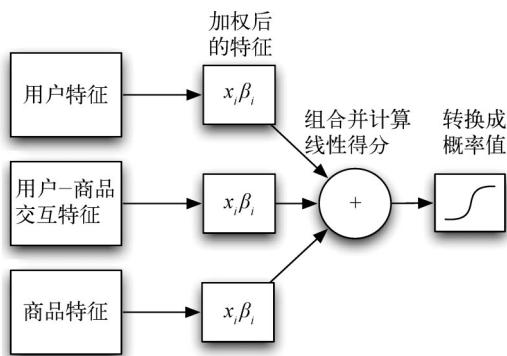 加权后
的特征
用户特征
xᵢβᵢ
组合并计算
线性得分
转换成
概率值
用户–商品
交互特征
xᵢβᵢ
+
商品特征
xᵢβᵢ